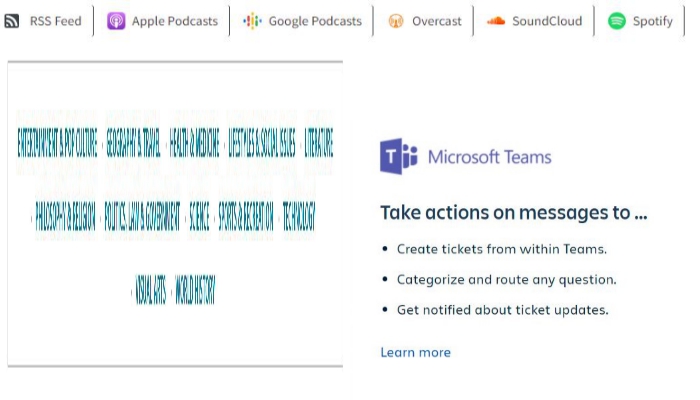 RSS Feed Apple Podcasts Google Podcasts Overcast SoundCloud Spotify
ENTERTAINMENT & POP CULTURE · GEOGRAPHY & TRAVEL · HEALTH & MEDICINE · LIFESTYLES & SOCIAL ISSUES · LITERATURE
· PHILOSOPHY & RELIGION · POLITICS, LAW & GOVERNMENT · SCIENCE · SPORTS & RECREATION · TECHNOLOGY
· VISUAL ARTS · WORLD HISTORY
Microsoft Teams
Take actions on messages to ...
• Create tickets from within Teams.
• Categorize and route any question.
• Get notified about ticket updates.
Learn more